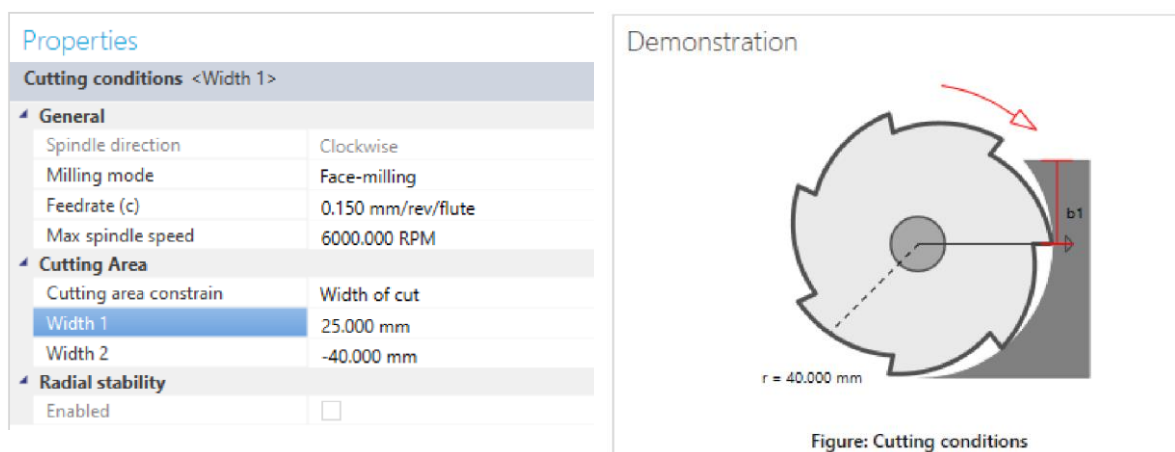 Properties
Cutting conditions <Width 1>
General
Spindle direction Clockwise
Milling mode Face-milling
Feedrate (c) 0.150 mm/rev/flute
Max spindle speed 6000.000 RPM
Cutting Area
Cutting area constrain Width of cut
Width 1 25.000 mm
Width 2 -40.000 mm
Radial stability
Enabled
Demonstration
b1
r = 40.000 mm
Figure: Cutting conditions